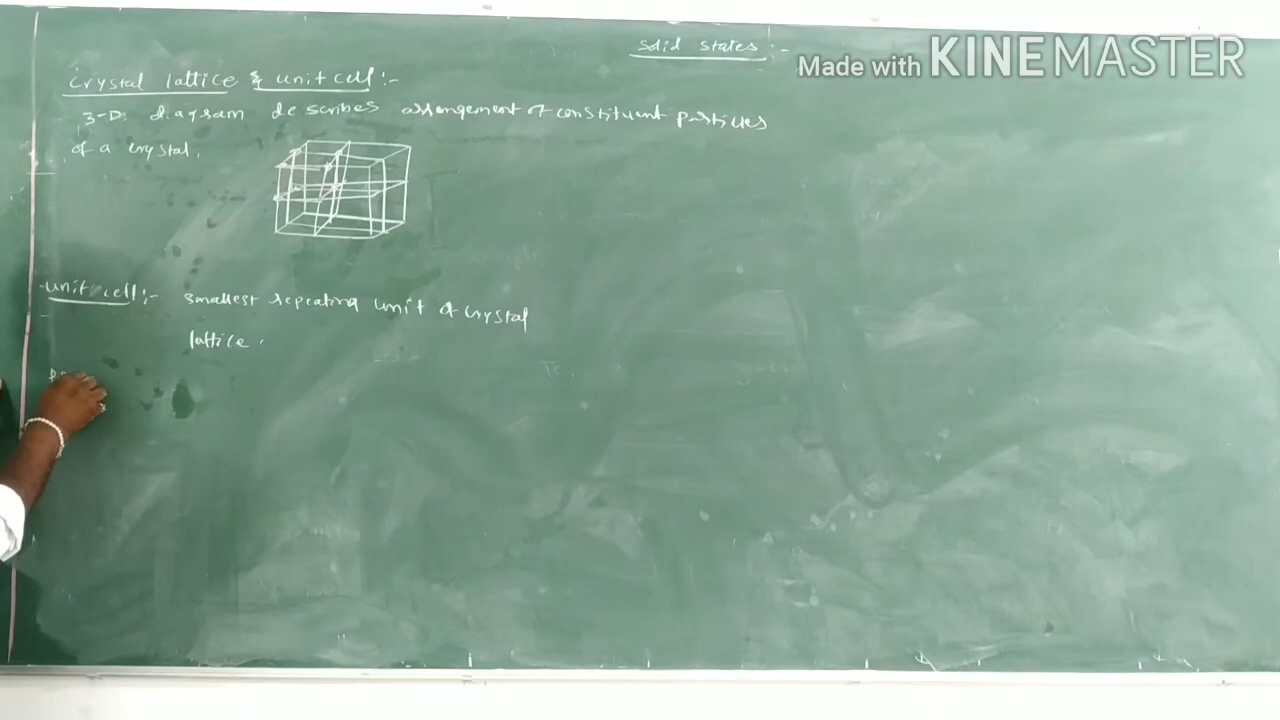 solid states :-
Made with KINEMASTER
Crystal lattice & unit cell :-
3-D diagram describes arrangement of constituent particles
of a crystal.
unit cell :- smallest repeating unit of crystal
lattice.